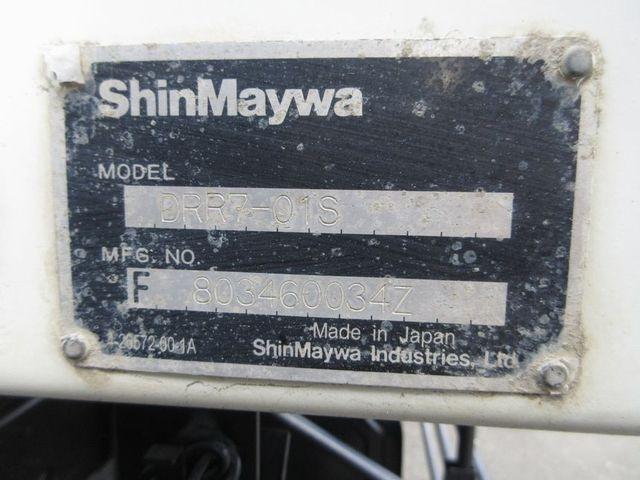 ShinMaywa
MODEL
DRR7-01S
MFG. NO.
F 803460034Z
Made in Japan
ShinMaywa Industries, Ltd.